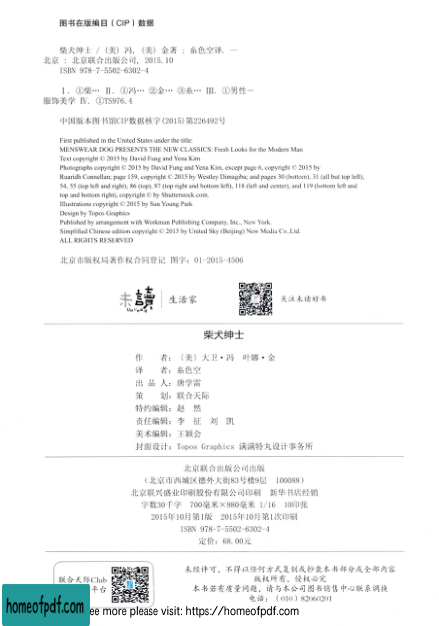 图书在版编目(CIP)数据
柴犬绅士 / (美) 冯, (美) 金著 ; 糸色空译. —
北京 : 北京联合出版公司, 2015.10
ISBN 978-7-5502-6302-4
Ⅰ. ①柴… Ⅱ. ①冯… ②金… ③糸… Ⅲ. ①男性－
服饰美学 Ⅳ. ①TS976.4
中国版本图书馆CIP数据核字(2015)第226492号
First published in the United States under the title:
MENSWEAR DOG PRESENTS THE NEW CLASSICS: Fresh Looks for the Modern Man
Text copyright © 2015 by David Fung and Yena Kim
Photographs copyright © 2015 by David Fung and Yena Kim, except page 6, copyright © 2015 by
Ruaridh Connellan; page 159, copyright © 2015 by Westley Dimagiba; and pages 30 (bottom), 31 (all but top left),
54, 55 (top left and right), 86 (top), 87 (top right and bottom left), 118 (left and center), and 119 (bottom left and
top and bottom right), copyright © by Shutterstock.com.
Illustrations copyright © 2015 by Sun Young Park
Design by Topos Graphics
Published by arrangement with Workman Publishing Company, Inc., New York.
Simplified Chinese edition copyright © 2015 by United Sky (Beijing) New Media Co.,Ltd.
ALL RIGHTS RESERVED
北京市版权局著作权合同登记 图字: 01-2015-4506
未讀 生活家 关注未读好书
柴犬绅士
作 者: (美) 大卫·冯 叶娜·金
译 者: 糸色空
出 品 人: 唐学雷
策 划: 联合天际
特约编辑: 赵 然
责任编辑: 李 征 刘 凯
美术编辑: 王颖会
封面设计: Topos Graphics 满满特丸设计事务所
北京联合出版公司出版
(北京市西城区德外大街83号楼9层 100088)
北京联兴盛业印刷股份有限公司印刷 新华书店经销
字数30千字 700毫米×980毫米 1/16 10印张
2015年10月第1版 2015年10月第1次印刷
ISBN 978-7-5502-6302-4
定价: 68.00元
联合天际Club
平台
未经许可, 不得以任何方式复制或抄袭本书部分或全部内容
版权所有, 侵权必究
本书若有质量问题, 请与本公司图书销售中心联系调换
电话: (010) 82060201
homeofpdf.com
ee more please visit: https://homeofpdf.com